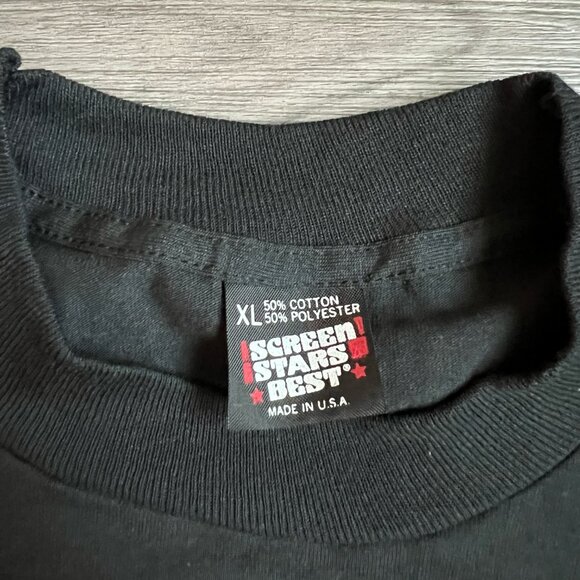 XL 50% COTTON
50% POLYESTER
SCREEN
STARS
BEST®
MADE IN U.S.A.